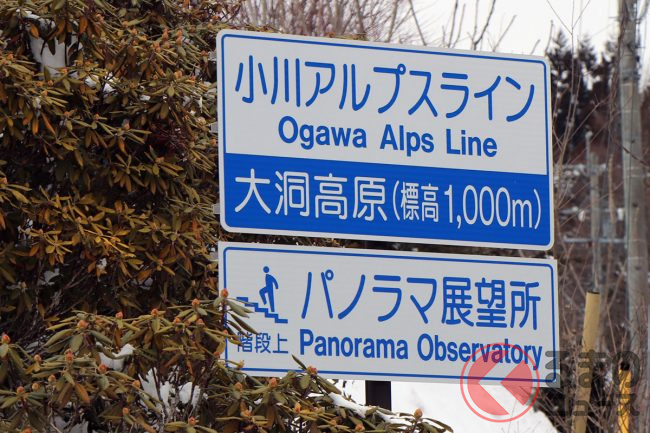 小川アルプスライン
Ogawa Alps Line
大洞高原(標高1,000m)
パノラマ展望所
階段上 Panorama Observatory